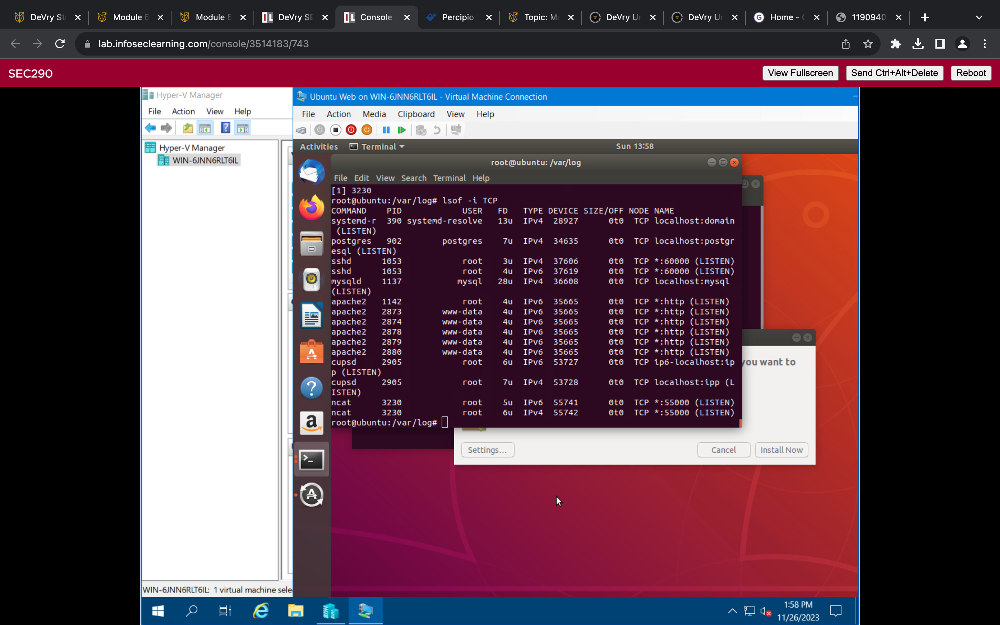 DeVry St
Module 5
Module 5
DeVry SE
Console
Percipio
Topic: Mo
DeVry Un
DeVry Un
Home -
1190940
lab.infoseclearning.com/console/3514183/743
SEC290
View Fullscreen
Send Ctrl+Alt+Delete
Reboot
Hyper-V Manager
File Action View Help
Hyper-V Manager
WIN-6JNN6RLT6IL
WIN-6JNN6RLT6IL: 1 virtual machine sele
Ubuntu Web on WIN-6JNN6RLT6IL - Virtual Machine Connection
File Action Media Clipboard View Help
Activities Terminal Sun 13:58
root@ubuntu: /var/log
File Edit View Search Terminal Help
[1] 3230
root@ubuntu:/var/log# lsof -i TCP
COMMAND PID USER FD TYPE DEVICE SIZE/OFF NODE NAME
systemd-r 390 systemd-resolve 13u IPv4 28927 0t0 TCP localhost:domain
(LISTEN)
postgres 902 postgres 7u IPv4 34635 0t0 TCP localhost:postgr
esql (LISTEN)
sshd 1053 root 3u IPv4 37606 0t0 TCP *:60000 (LISTEN)
sshd 1053 root 4u IPv6 37619 0t0 TCP *:60000 (LISTEN)
mysqld 1137 mysql 28u IPv4 36608 0t0 TCP localhost:mysql
(LISTEN)
apache2 1142 root 4u IPv6 35665 0t0 TCP *:http (LISTEN)
apache2 2873 www-data 4u IPv6 35665 0t0 TCP *:http (LISTEN)
apache2 2874 www-data 4u IPv6 35665 0t0 TCP *:http (LISTEN)
apache2 2878 www-data 4u IPv6 35665 0t0 TCP *:http (LISTEN)
apache2 2879 www-data 4u IPv6 35665 0t0 TCP *:http (LISTEN)
apache2 2880 www-data 4u IPv6 35665 0t0 TCP *:http (LISTEN)
cupsd 2905 root 6u IPv6 53727 0t0 TCP ip6-localhost:ip
p (LISTEN)
cupsd 2905 root 7u IPv4 53728 0t0 TCP localhost:ipp (L
ISTEN)
ncat 3230 root 5u IPv6 55741 0t0 TCP *:55000 (LISTEN)
ncat 3230 root 6u IPv4 55742 0t0 TCP *:55000 (LISTEN)
root@ubuntu:/var/log#
you want to
Settings...
Cancel
Install Now
1:58 PM
11/26/2023